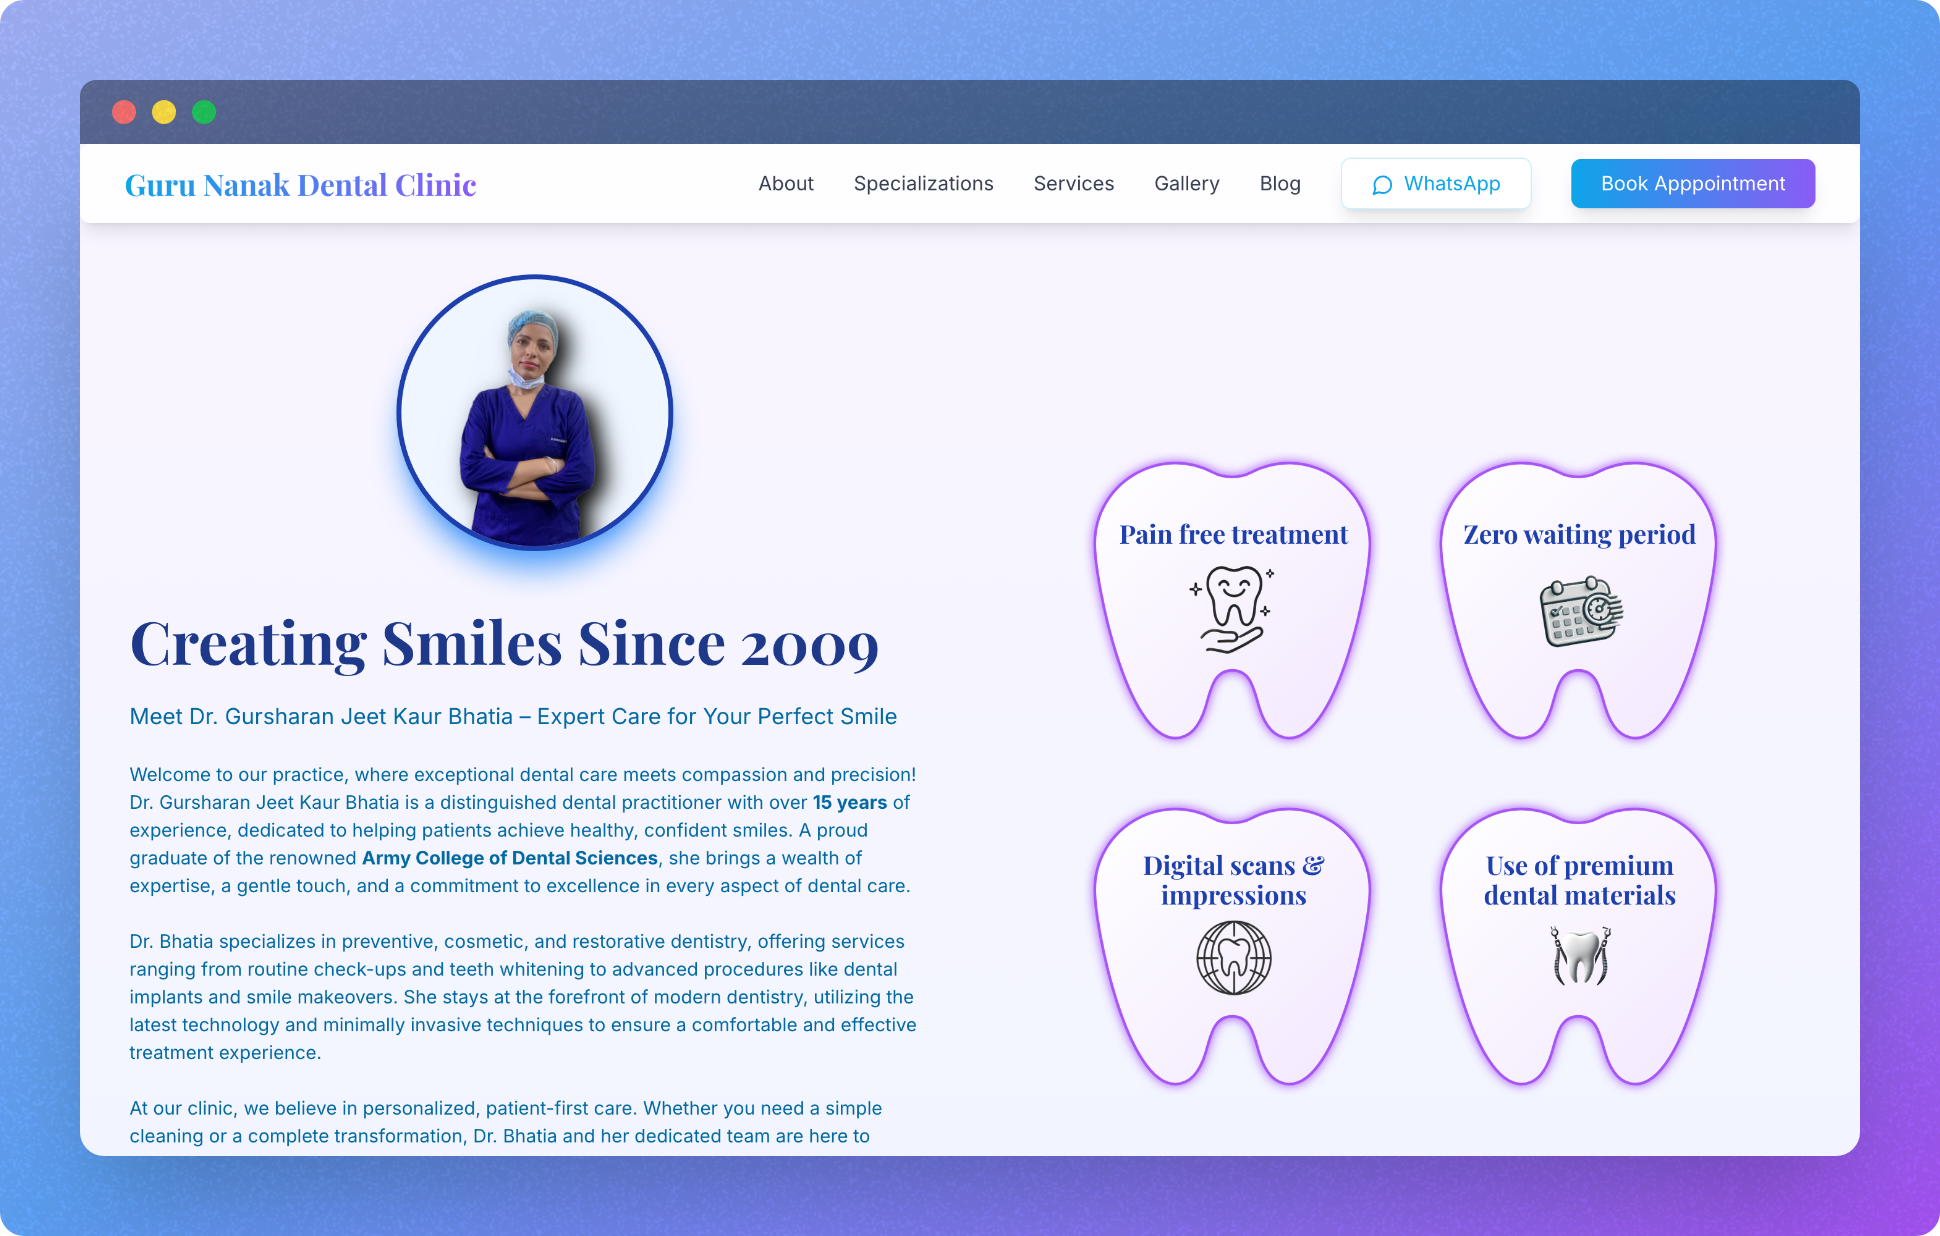 Guru Nanak Dental Clinic
About
Specializations
Services
Gallery
Blog
WhatsApp
Book Apppointment
Creating Smiles Since 2009
Meet Dr. Gursharan Jeet Kaur Bhatia – Expert Care for Your Perfect Smile
Welcome to our practice, where exceptional dental care meets compassion and precision!
Dr. Gursharan Jeet Kaur Bhatia is a distinguished dental practitioner with over 15 years of
experience, dedicated to helping patients achieve healthy, confident smiles. A proud
graduate of the renowned Army College of Dental Sciences, she brings a wealth of
expertise, a gentle touch, and a commitment to excellence in every aspect of dental care.
Dr. Bhatia specializes in preventive, cosmetic, and restorative dentistry, offering services
ranging from routine check-ups and teeth whitening to advanced procedures like dental
implants and smile makeovers. She stays at the forefront of modern dentistry, utilizing the
latest technology and minimally invasive techniques to ensure a comfortable and effective
treatment experience.
At our clinic, we believe in personalized, patient-first care. Whether you need a simple
cleaning or a complete transformation, Dr. Bhatia and her dedicated team are here to
Pain free treatment
Zero waiting period
Digital scans &
impressions
Use of premium
dental materials